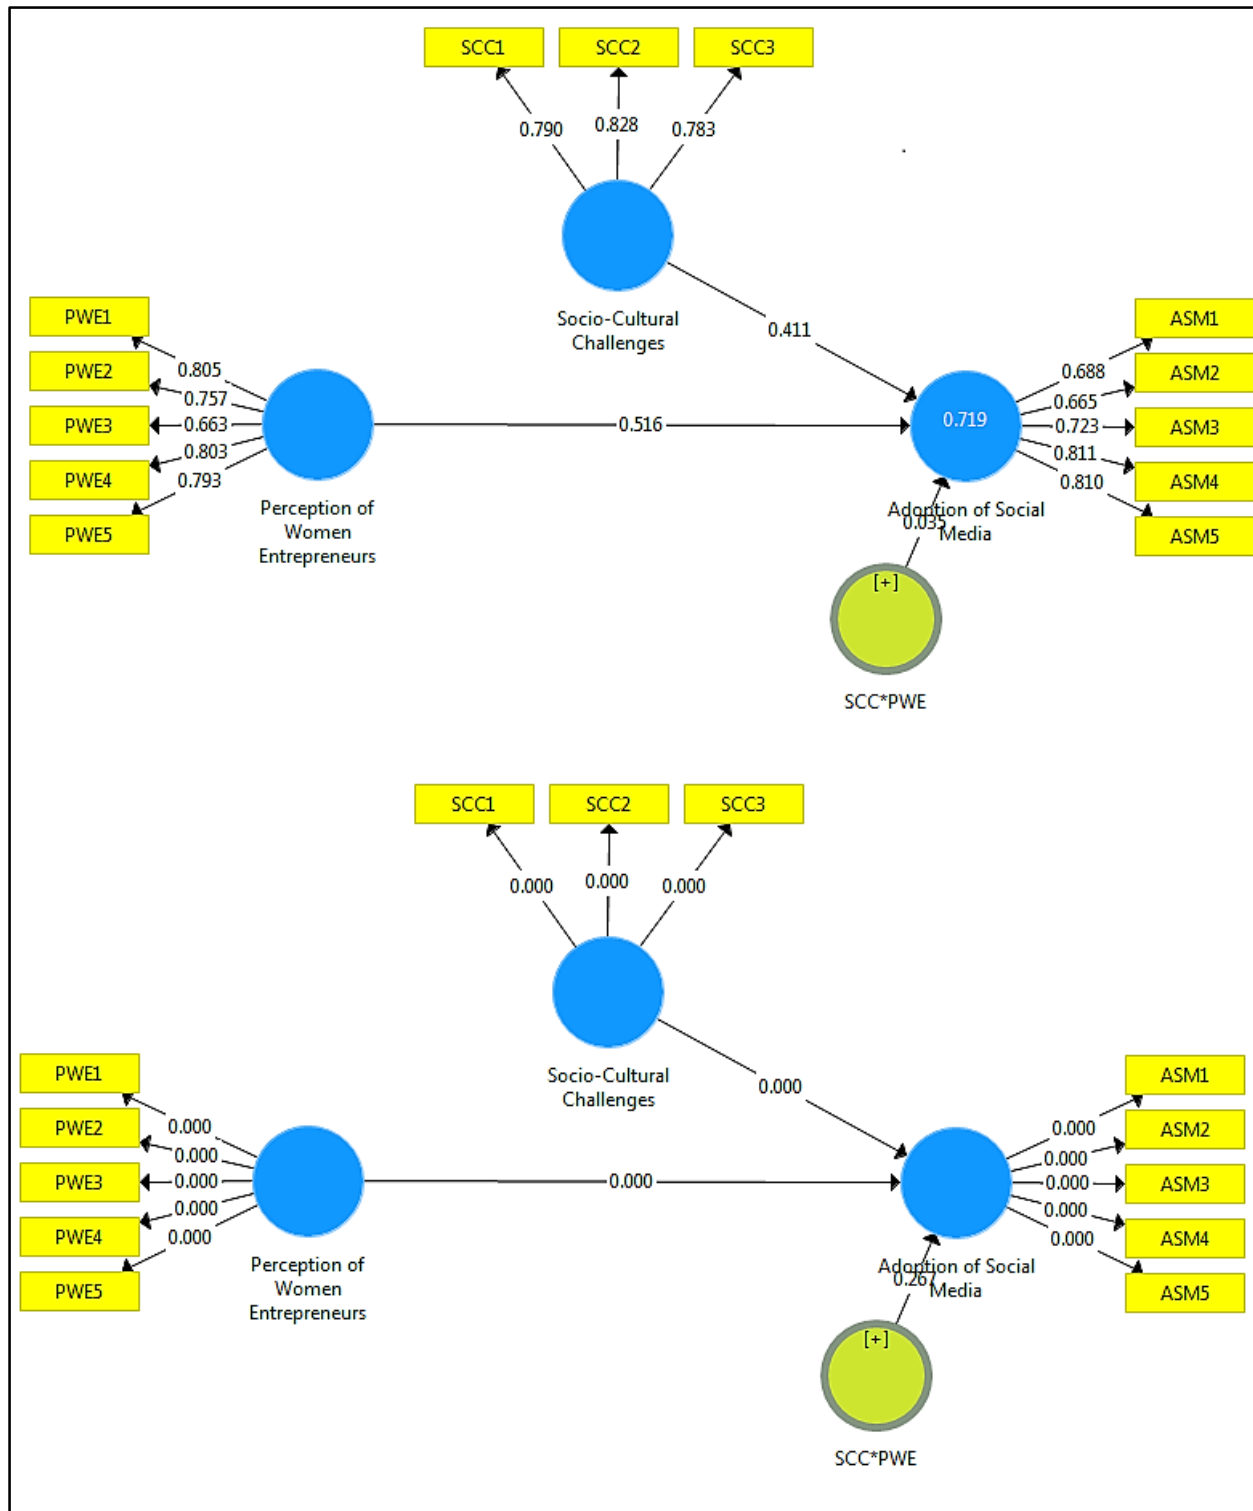 SCC1
SCC2
SCC3
0.790
0.828
0.783
Socio-Cultural
Challenges
0.411
PWE1
PWE2
PWE3
PWE4
PWE5
0.805
0.757
0.663
0.803
0.793
Perception of
Women
Entrepreneurs
0.516
0.719
Adoption of Social
Media
0.688
0.665
0.723
0.811
0.810
ASM1
ASM2
ASM3
ASM4
ASM5
0.035
[+]
SCC*PWE
SCC1
SCC2
SCC3
0.000
0.000
0.000
Socio-Cultural
Challenges
0.000
PWE1
PWE2
PWE3
PWE4
PWE5
0.000
0.000
0.000
0.000
0.000
Perception of
Women
Entrepreneurs
0.000
Adoption of Social
Media
0.000
0.000
0.000
0.000
0.000
ASM1
ASM2
ASM3
ASM4
ASM5
0.267
[+]
SCC*PWE